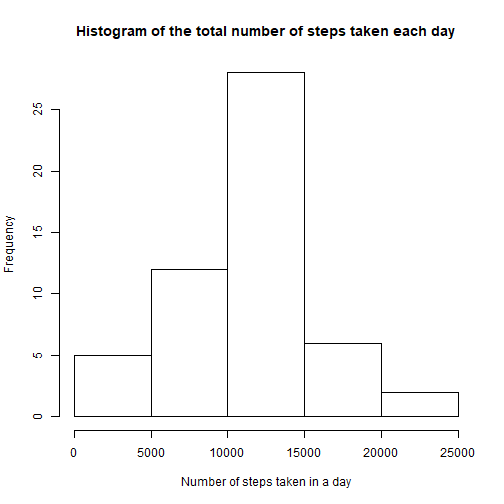 Histogram of the total number of steps taken each day
Frequency
25
20
15
10
5
0
0 5000 10000 15000 20000 25000
Number of steps taken in a day